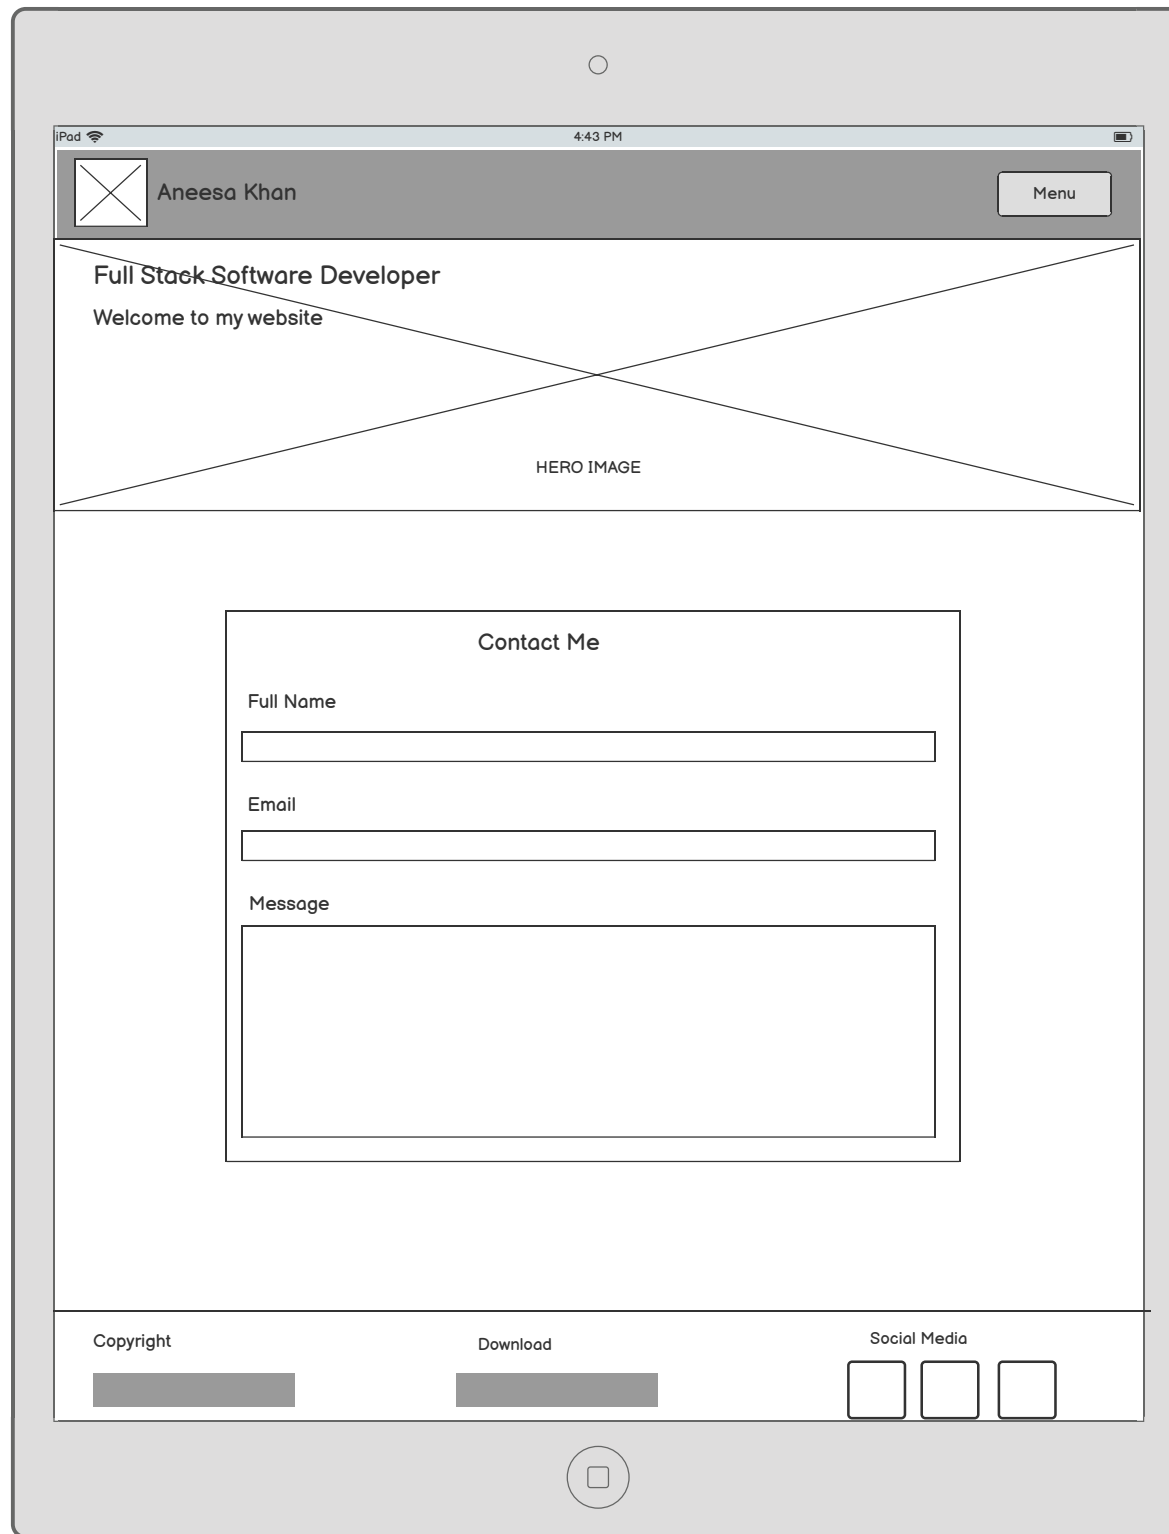 iPad 4:43 PM
Aneesa Khan Menu
Full Stack Software Developer
Welcome to my website
HERO IMAGE
Contact Me
Full Name
Email
Message
Copyright Download Social Media